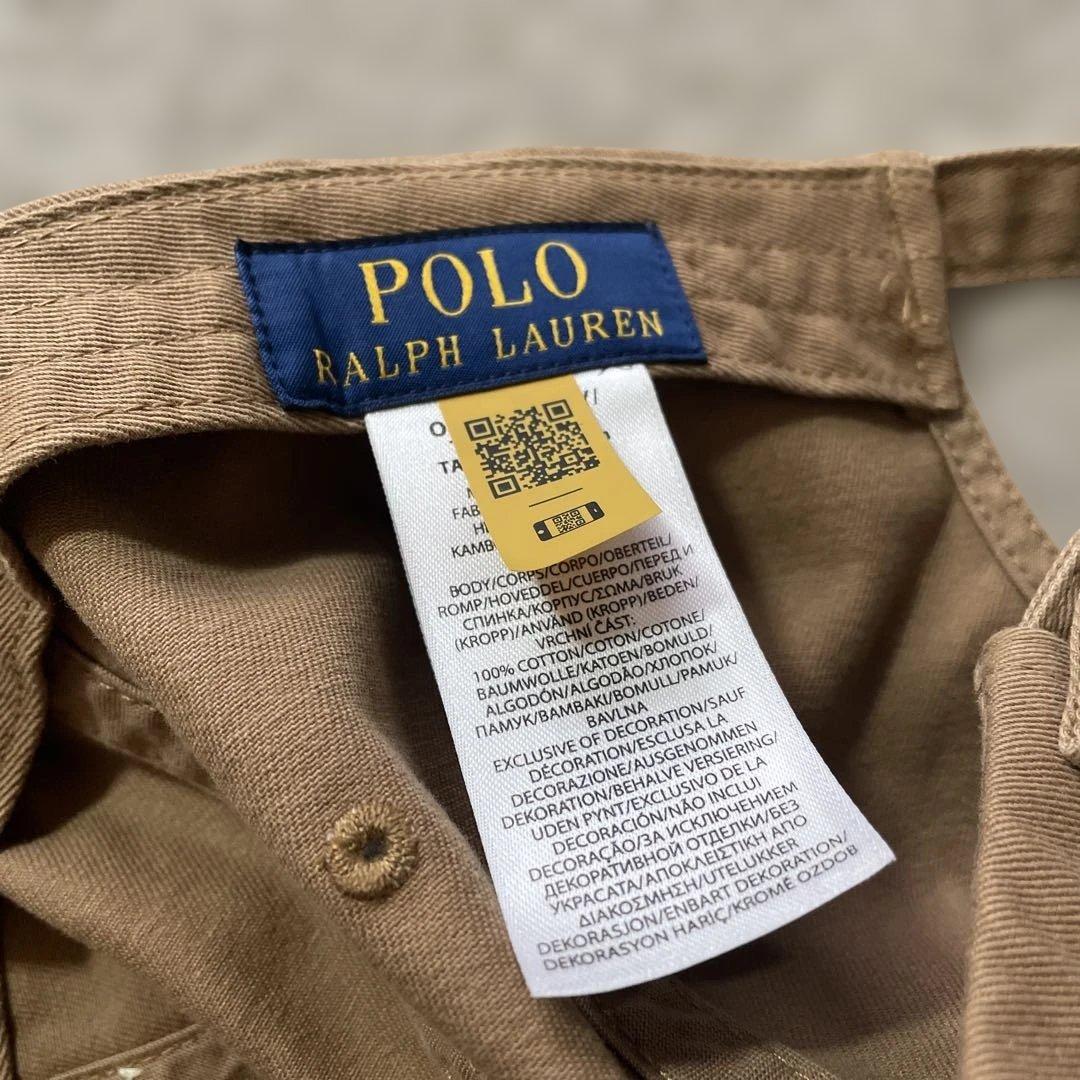 POLO
RALPH LAUREN
BODY/CORPS/CORPO/OBERTEIL/
ROMP/HOVEDDEL/CUERPO/ПЕРЕД И
СПИНКА/КОРПУС/ΣΩΜΑ/BRUK
(KROPP)/ANVÄND (KROPP)/BEDEN/
VRCHNÍ ČÁST:
100% COTTON/COTON/COTONE/
BAUMWOLLE/KATOEN/BOMULD/
ALGODÓN/ALGODÃO/ХЛОПОК/
ПАМУК/ΒΑΜΒΑΚΙ/BOMULL/PAMUK/
BAVLNA
EXCLUSIVE OF DECORATION/SAUF
DÉCORATION/ESCLUSA LA
DECORAZIONE/AUSGENOMMEN
DEKORATION/BEHALVE VERSIERING/
UDEN PYNT/EXCLUSIVO DE LA
DECORACIÓN/NÃO INCLUI
DECORAÇÃO/ЗА ИСКЛЮЧЕНИЕМ
ДЕКОРАТИВНОЙ ОТДЕЛКИ/БЕЗ
УКРАСАТА/ΑΠΟΚΛΕΙΣΤΙΚΗ ΑΠΟ
ΔΙΑΚΟΣΜΗΣΗ/UTELUKKER
DEKORASJON/ENBART DEKORATION/
DEKORASYON HARIÇ/KROMĚ OZDOB